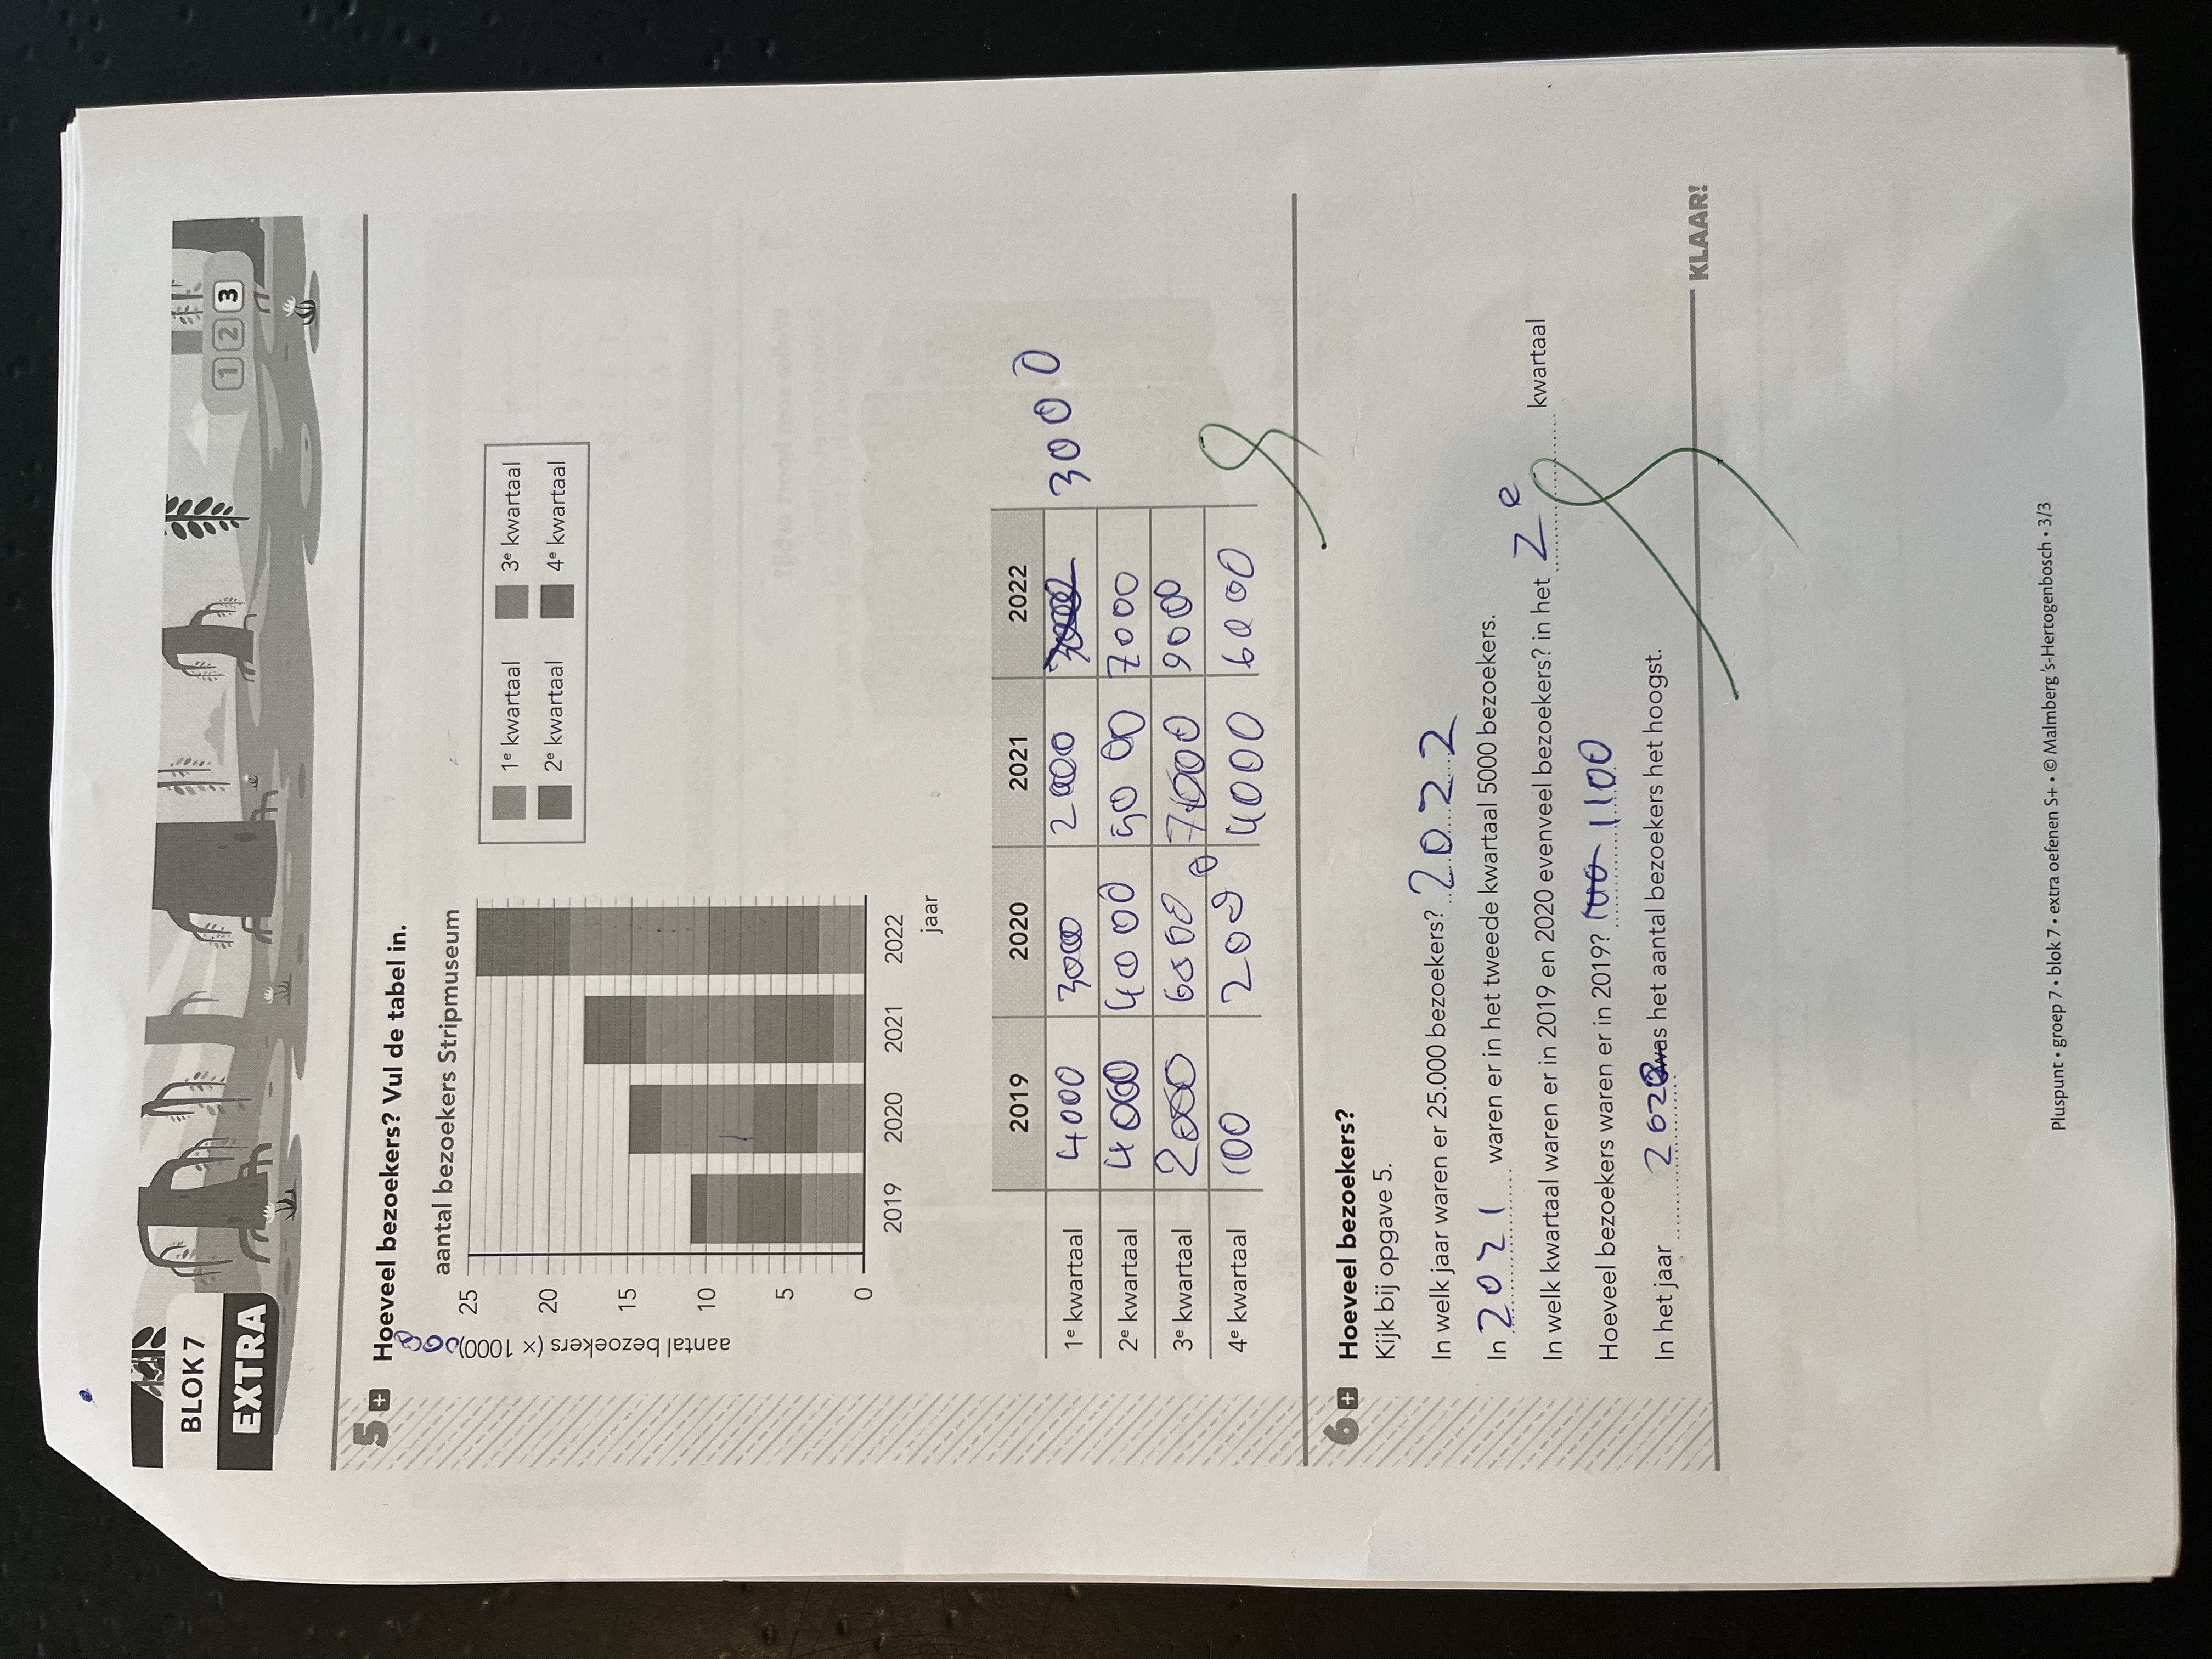 BLOK 7
EXTRA
1 2 3
5 + Hoeveel bezoekers? Vul de tabel in.
aantal bezoekers Stripmuseum
aantal bezoekers (× 1000)
25
20
15
10
5
0
2019 2020 2021 2022
jaar
1e kwartaal 3e kwartaal
2e kwartaal 4e kwartaal
2019 2020 2021 2022
1e kwartaal 4000 3000 2000 3000
2e kwartaal 4000 4000 5000 7000
3e kwartaal 2000 6000 7000 9000
4e kwartaal 100 2000 4000 6000
6 + Hoeveel bezoekers?
Kijk bij opgave 5.
In welk jaar waren er 25.000 bezoekers? 2022
In 2021 waren er in het tweede kwartaal 5000 bezoekers.
In welk kwartaal waren er in 2019 en 2020 evenveel bezoekers? in het 2e kwartaal
Hoeveel bezoekers waren er in 2019? 1100
In het jaar was het aantal bezoekers het hoogst.
KLAAR!
Pluspunt • groep 7 • blok 7 • extra oefenen S+ • © Malmberg 's-Hertogenbosch • 3/3